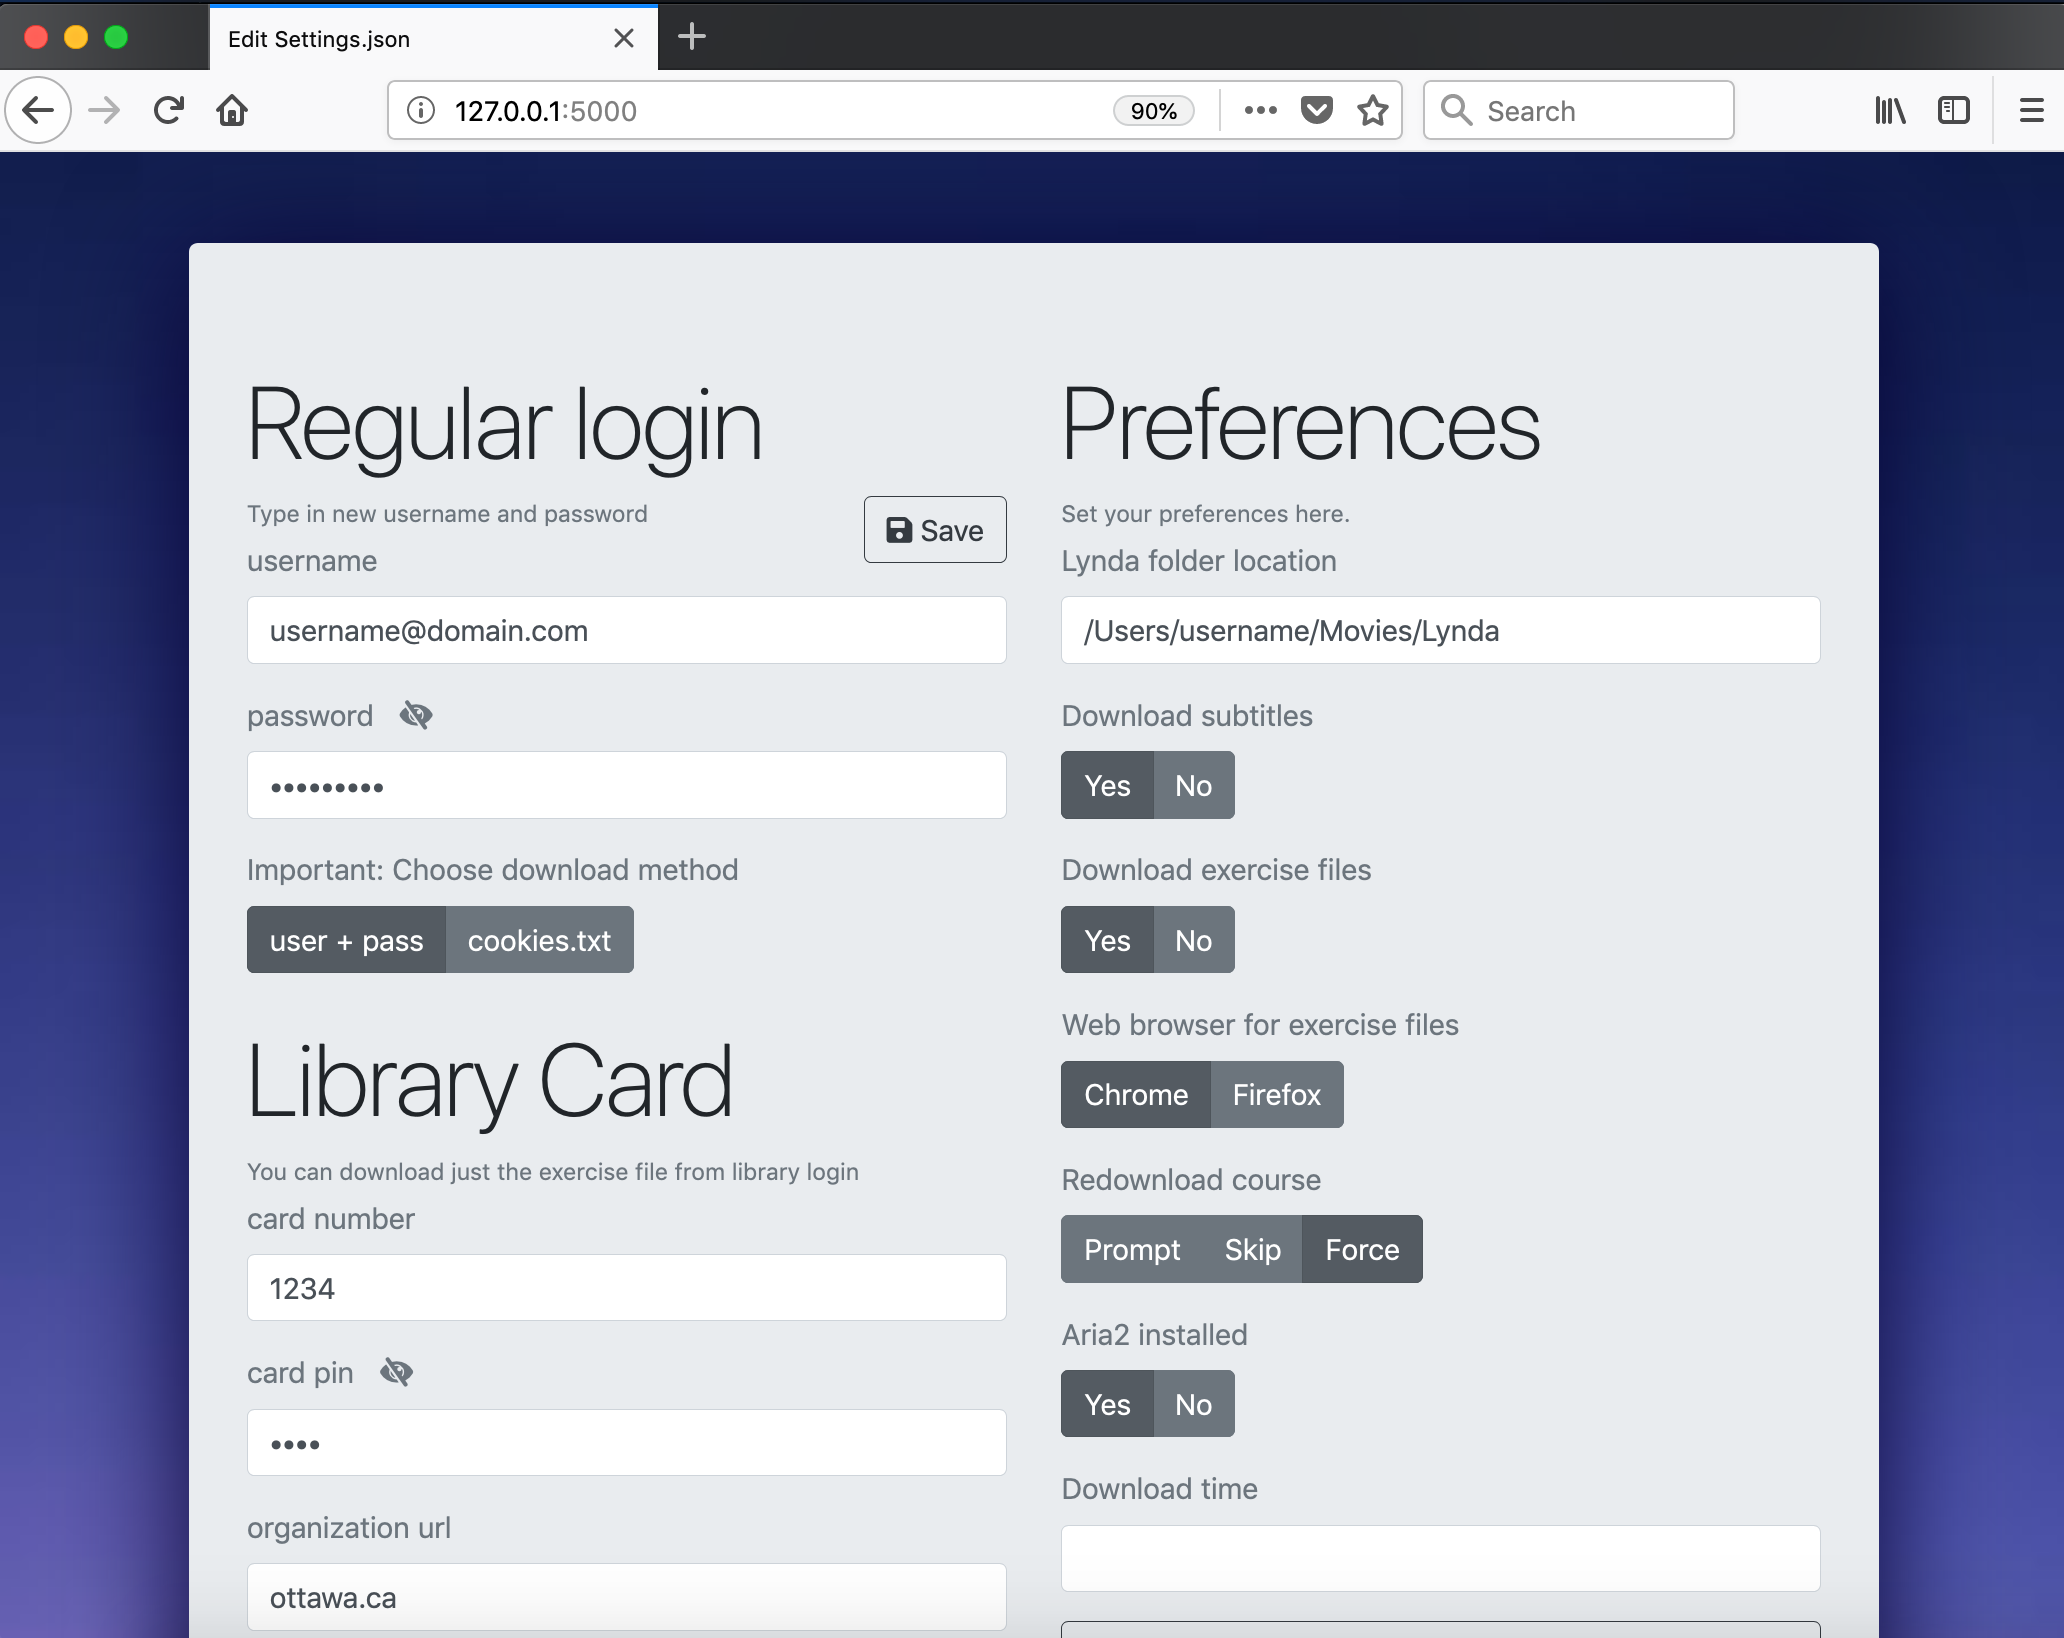 Edit Settings.json
127.0.0.1:5000
90%
Search
Regular login
Type in new username and password
Save
username
username@domain.com
password
•••••••••
Important: Choose download method
user + pass
cookies.txt
Library Card
You can download just the exercise file from library login
card number
1234
card pin
••••
organization url
ottawa.ca
Preferences
Set your preferences here.
Lynda folder location
/Users/username/Movies/Lynda
Download subtitles
Yes
No
Download exercise files
Yes
No
Web browser for exercise files
Chrome
Firefox
Redownload course
Prompt
Skip
Force
Aria2 installed
Yes
No
Download time